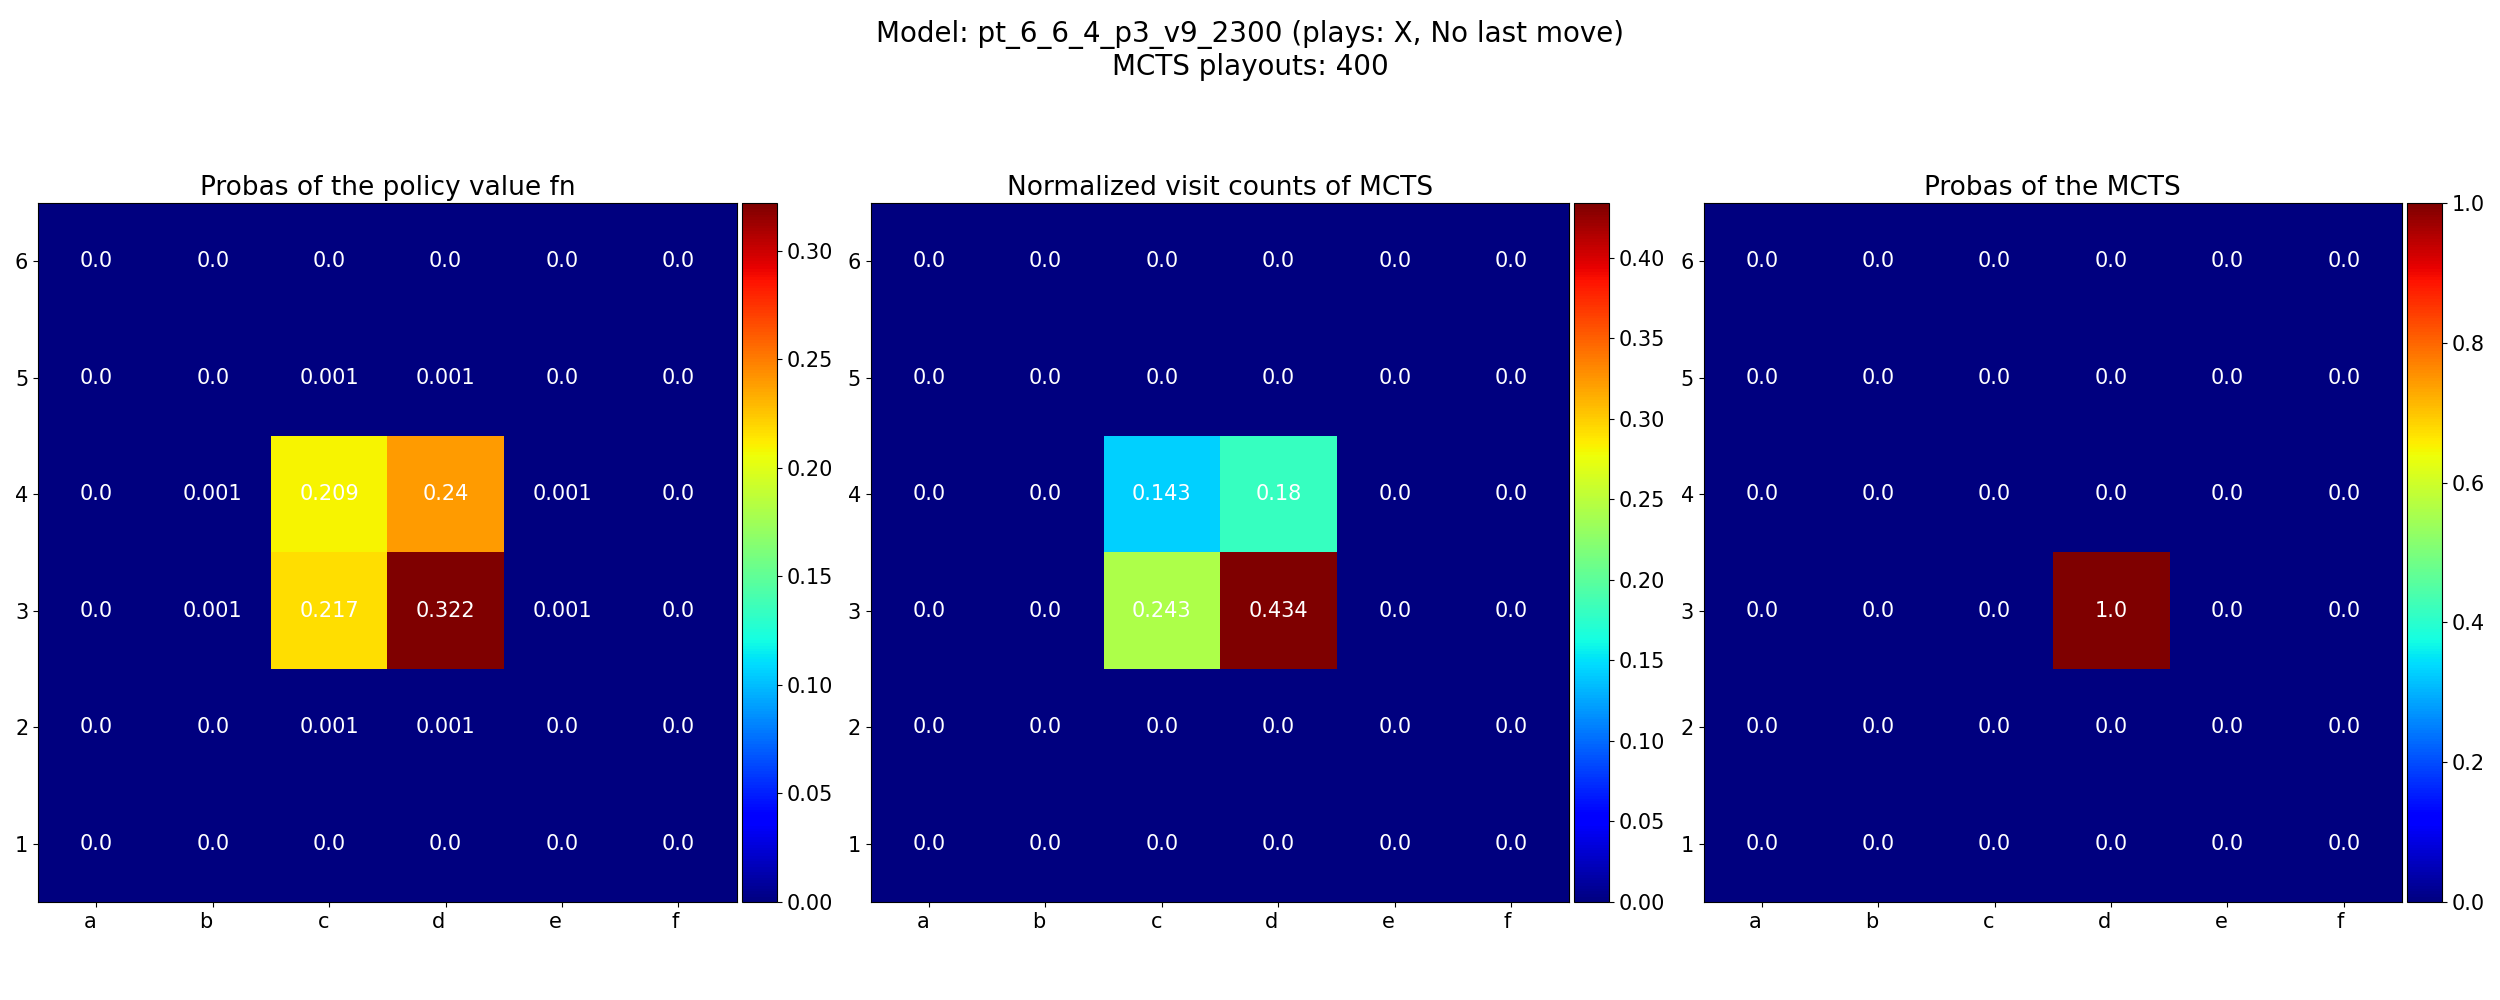 Model: pt_6_6_4_p3_v9_2300 (plays: X, No last move)
MCTS playouts: 400
Probas of the policy value fn
6 0.0 0.0 0.0 0.0 0.0 0.0
5 0.0 0.0 0.001 0.001 0.0 0.0
4 0.0 0.001 0.209 0.24 0.001 0.0
3 0.0 0.001 0.217 0.322 0.001 0.0
2 0.0 0.0 0.001 0.001 0.0 0.0
1 0.0 0.0 0.0 0.0 0.0 0.0
a b c d e f
0.30
0.25
0.20
0.15
0.10
0.05
0.00
Normalized visit counts of MCTS
6 0.0 0.0 0.0 0.0 0.0 0.0
5 0.0 0.0 0.0 0.0 0.0 0.0
4 0.0 0.0 0.143 0.18 0.0 0.0
3 0.0 0.0 0.243 0.434 0.0 0.0
2 0.0 0.0 0.0 0.0 0.0 0.0
1 0.0 0.0 0.0 0.0 0.0 0.0
a b c d e f
0.40
0.35
0.30
0.25
0.20
0.15
0.10
0.05
0.00
Probas of the MCTS
6 0.0 0.0 0.0 0.0 0.0 0.0
5 0.0 0.0 0.0 0.0 0.0 0.0
4 0.0 0.0 0.0 0.0 0.0 0.0
3 0.0 0.0 0.0 1.0 0.0 0.0
2 0.0 0.0 0.0 0.0 0.0 0.0
1 0.0 0.0 0.0 0.0 0.0 0.0
a b c d e f
1.0
0.8
0.6
0.4
0.2
0.0